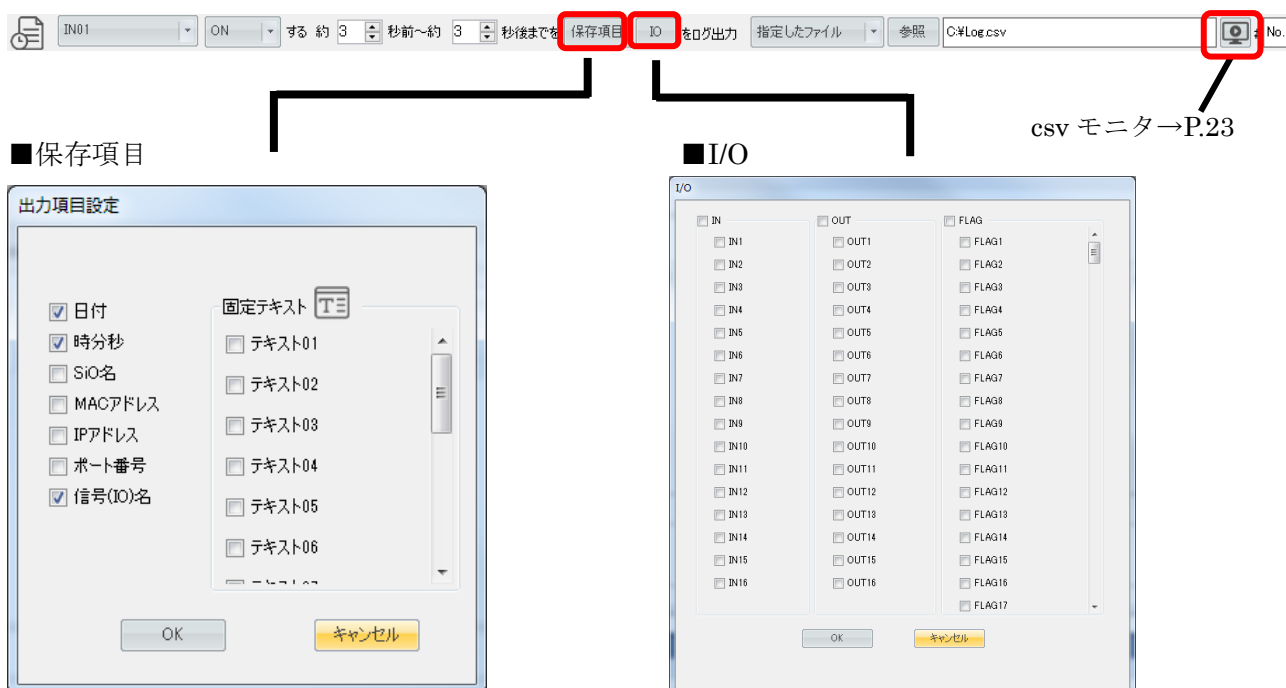 IN01 ON する 約 3 秒前～約 3 秒後までを 保存項目 IO をログ出力 指定したファイル 参照 C:¥Log.csv No.
csv モニタ→P.23
■保存項目
出力項目設定
日付
時分秒
SiO名
MACアドレス
IPアドレス
ポート番号
信号(IO)名
固定テキスト
テキスト01
テキスト02
テキスト03
テキスト04
テキスト05
テキスト06
OK キャンセル
■I/O
I/O
IN OUT FLAG
IN1 OUT1 FLAG1
IN2 OUT2 FLAG2
IN3 OUT3 FLAG3
IN4 OUT4 FLAG4
IN5 OUT5 FLAG5
IN6 OUT6 FLAG6
IN7 OUT7 FLAG7
IN8 OUT8 FLAG8
IN9 OUT9 FLAG9
IN10 OUT10 FLAG10
IN11 OUT11 FLAG11
IN12 OUT12 FLAG12
IN13 OUT13 FLAG13
IN14 OUT14 FLAG14
IN15 OUT15 FLAG15
IN16 OUT16 FLAG16
FLAG17
OK キャンセル